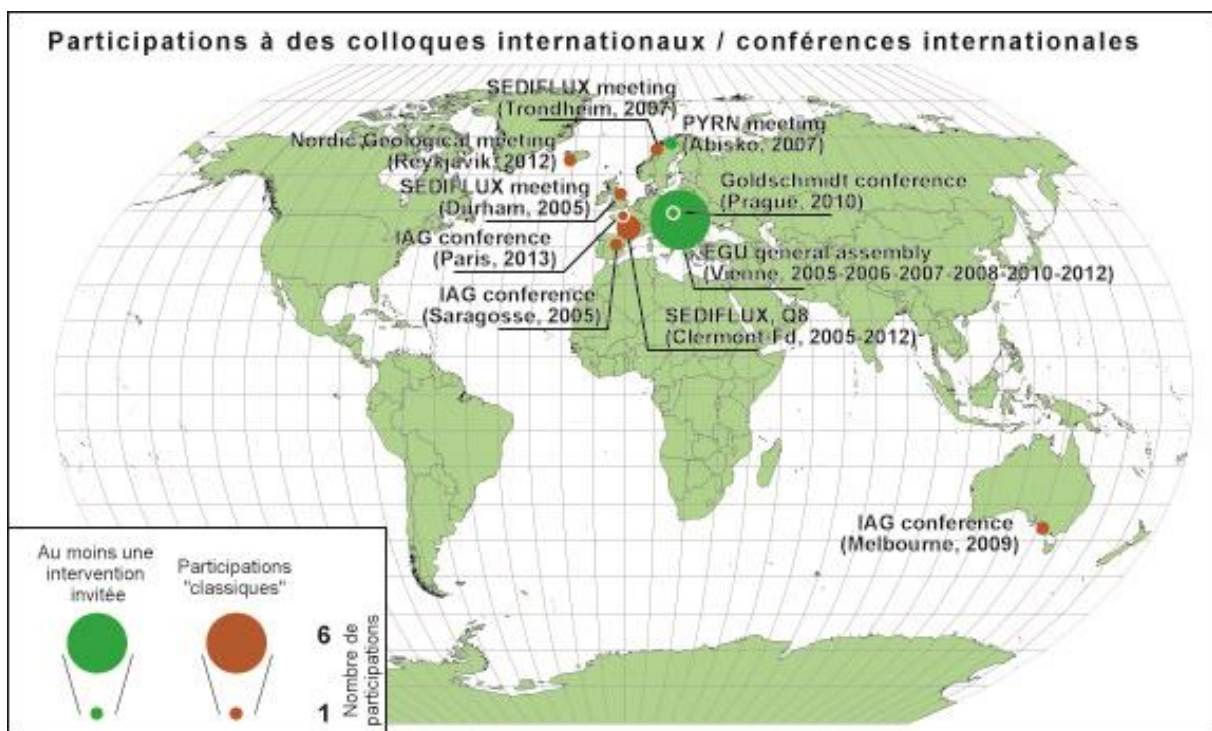 Participations à des colloques internationaux / conférences internationales
SEDIFLUX meeting
(Trondheim, 2007)
PYRN meeting
(Abisko, 2007)
Nordic Geological meeting
(Reykjavik, 2012)
Goldschmidt conference
(Prague, 2010)
SEDIFLUX meeting
(Durham, 2005)
IAG conference
(Paris, 2013)
EGU general assembly
(Vienne, 2005-2006-2007-2008-2010-2012)
IAG conference
(Saragosse, 2005)
SEDIFLUX, Q8
(Clermont-Fd, 2005-2012)
IAG conference
(Melbourne, 2009)
Au moins une
intervention
invitée
Participations
"classiques"
6
1
Nombre de
participations